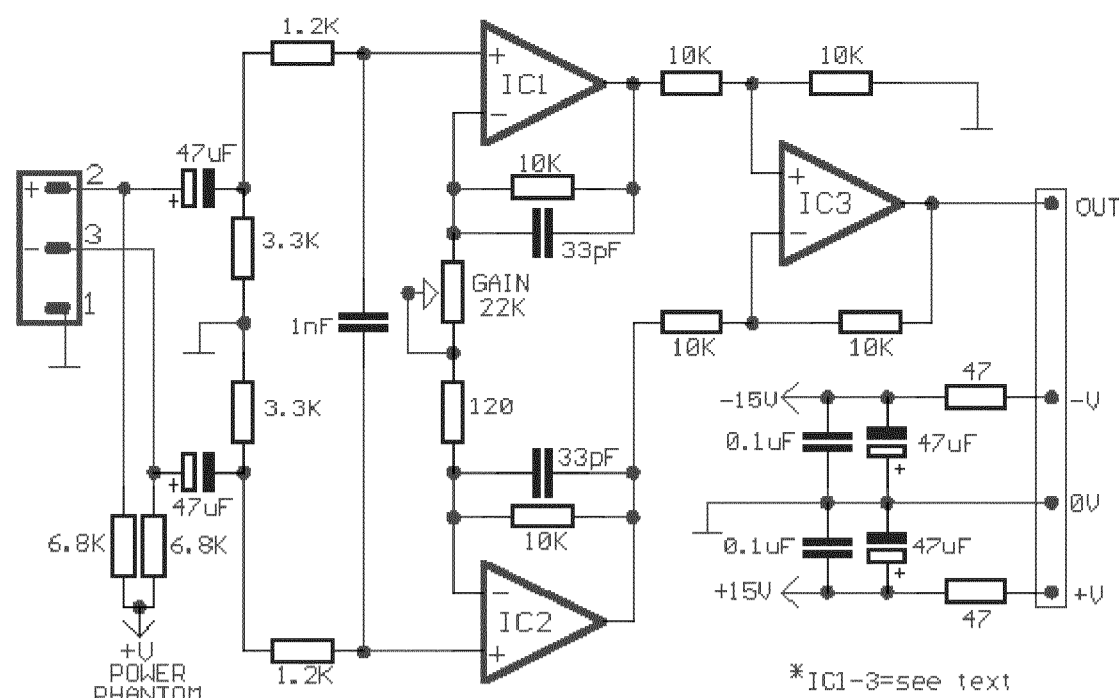 1.2K
10K
10K
+
IC1
−
47uF
+
10K
33pF
2
+
3
−
1
3.3K
+
IC3
−
OUT
GAIN
22K
1nF
10K
10K
3.3K
120
-15V
47
-V
0.1uF
47uF
+
33pF
+
47uF
10K
0V
6.8K
6.8K
0.1uF
47uF
+
+15V
47
+V
−
IC2
+
1.2K
+V
POWER
PHANTOM
*IC1-3=see text